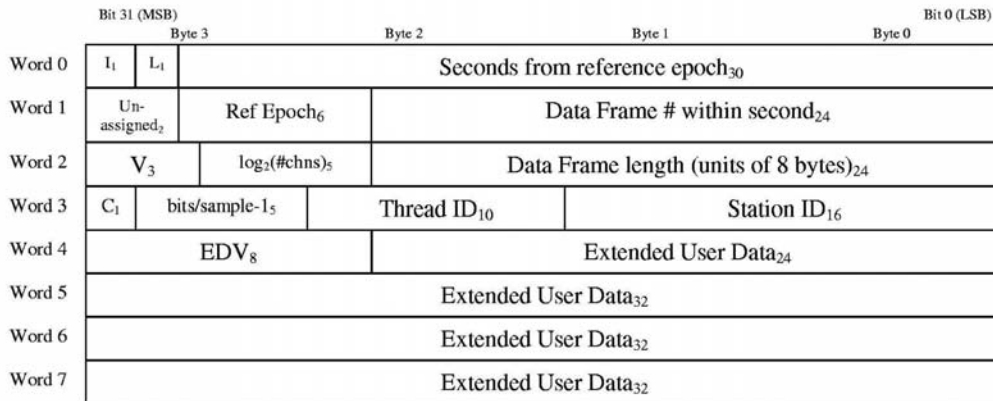 Bit 31 (MSB) Bit 0 (LSB)
Byte 3 Byte 2 Byte 1 Byte 0
Word 0 I₁ L₁ Seconds from reference epoch₃₀
Word 1 Un-assigned₂ Ref Epoch₆ Data Frame # within second₂₄
Word 2 V₃ log₂(#chns)₅ Data Frame length (units of 8 bytes)₂₄
Word 3 C₁ bits/sample-1₅ Thread ID₁₀ Station ID₁₆
Word 4 EDV₈ Extended User Data₂₄
Word 5 Extended User Data₃₂
Word 6 Extended User Data₃₂
Word 7 Extended User Data₃₂